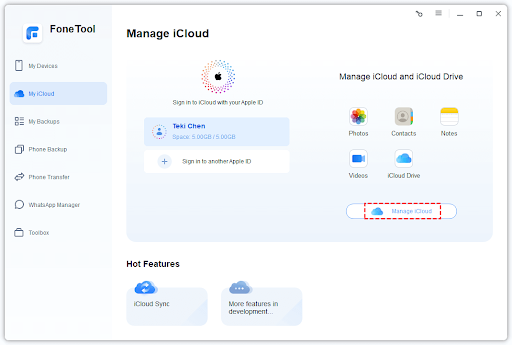 FoneTool
My Devices
My iCloud
My Backups
Phone Backup
Phone Transfer
WhatsApp Manager
Toolbox
Manage iCloud
Sign in to iCloud with your Apple ID
Teki Chen
Space: 5.00GB / 5.00GB
Sign in to another Apple ID
Manage iCloud and iCloud Drive
Photos
Contacts
Notes
Videos
iCloud Drive
Manage iCloud
Hot Features
iCloud Sync
More features in
development...